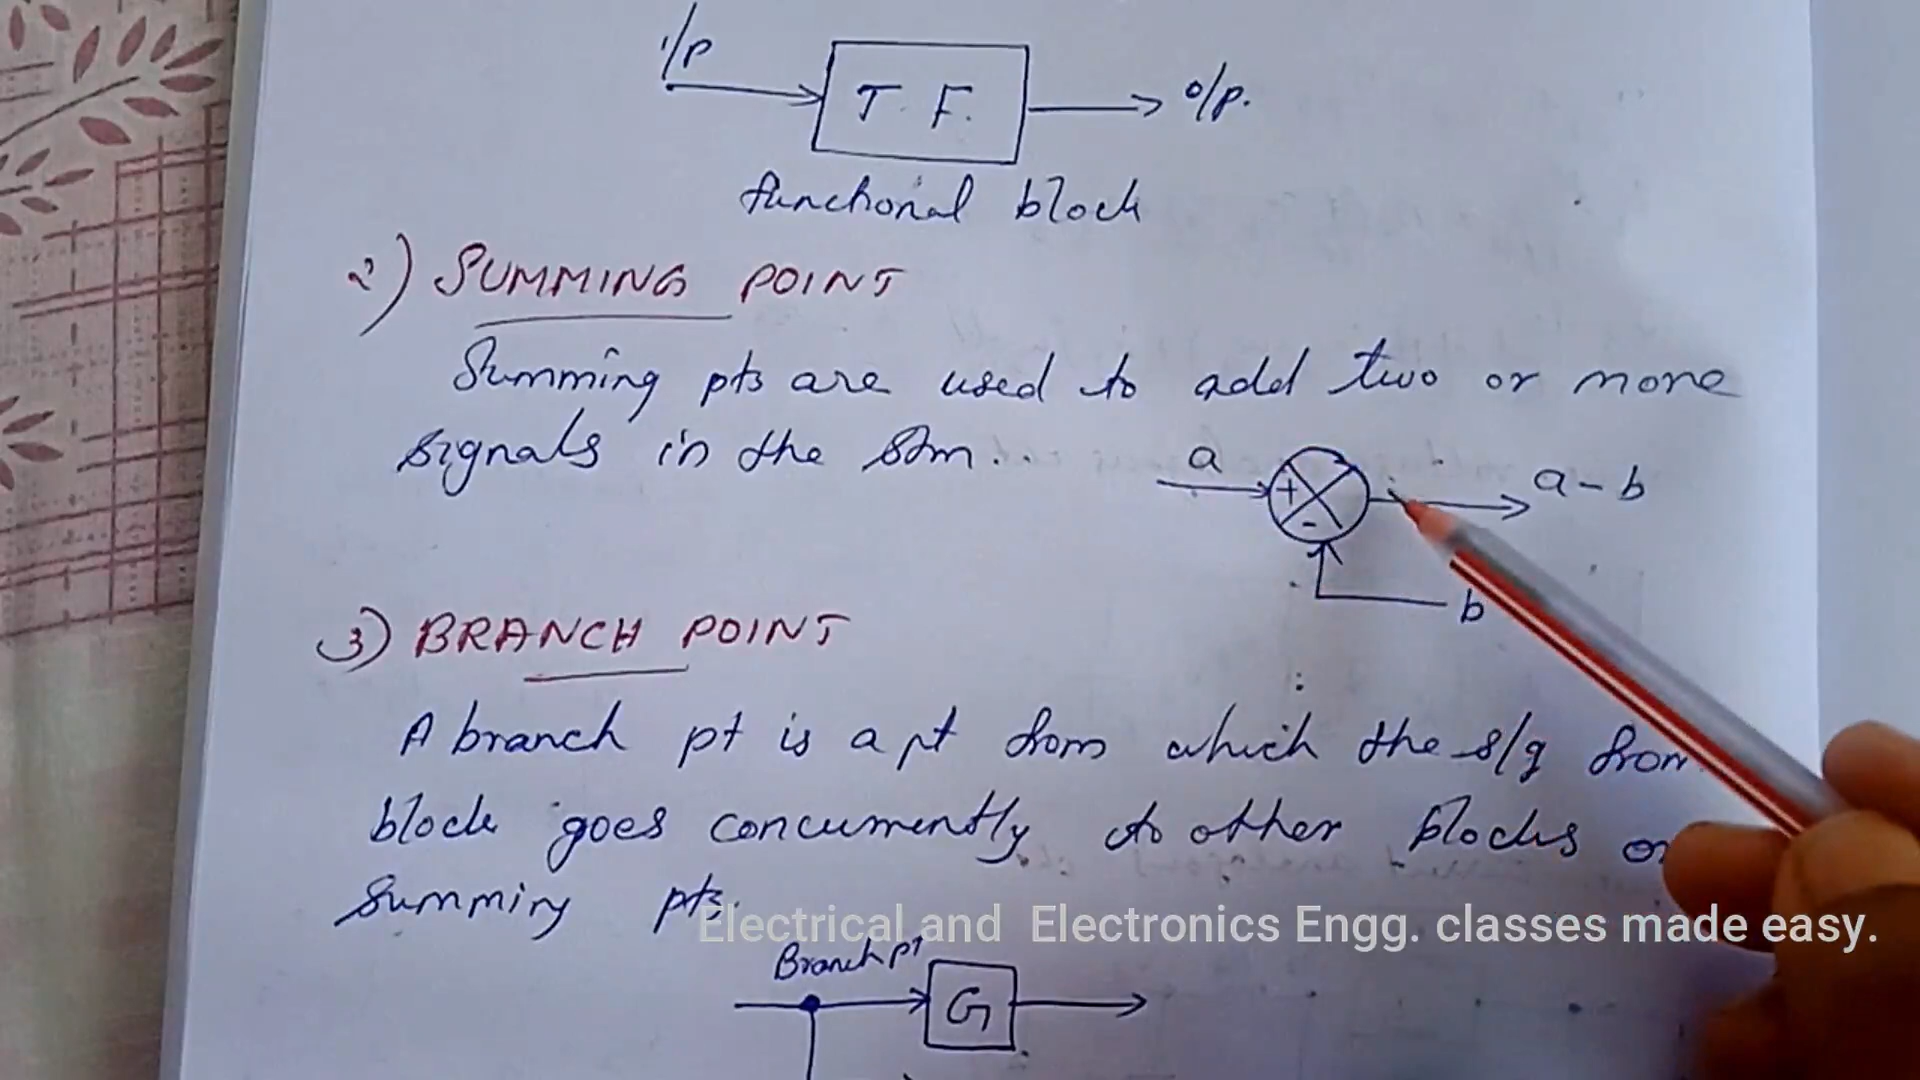 i/p
T. F.
o/p.
functional block
2) SUMMING POINT
Summing pts are used to add two or more
signals in the stm...
a
+
-
a - b
b
3) BRANCH POINT
A branch pt is a pt from which the s/g from
block goes concurrently to other blocks or
summing pts.
Electrical and Electronics Engg. classes made easy.
Branch pt
G